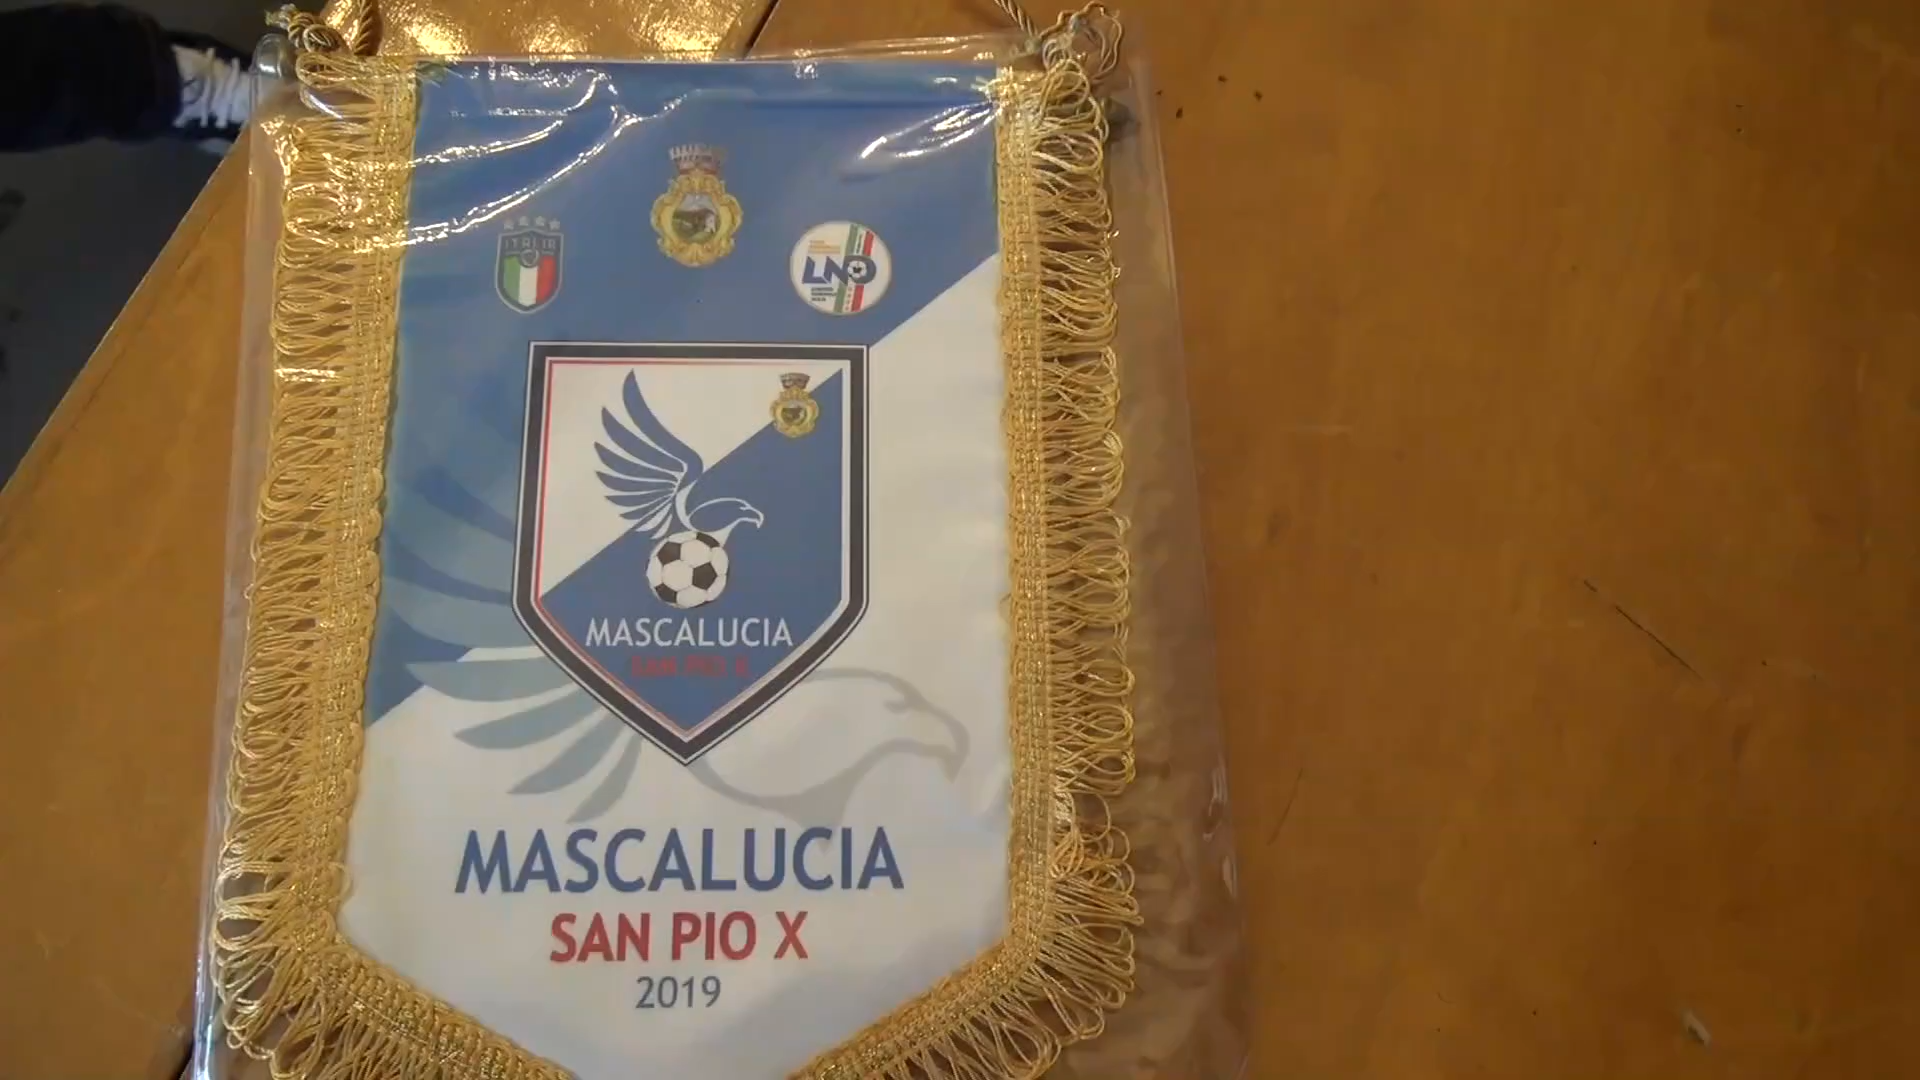 ITALIA
LND
MASCALUCIA
SAN PIO X
MASCALUCIA
SAN PIO X
2019